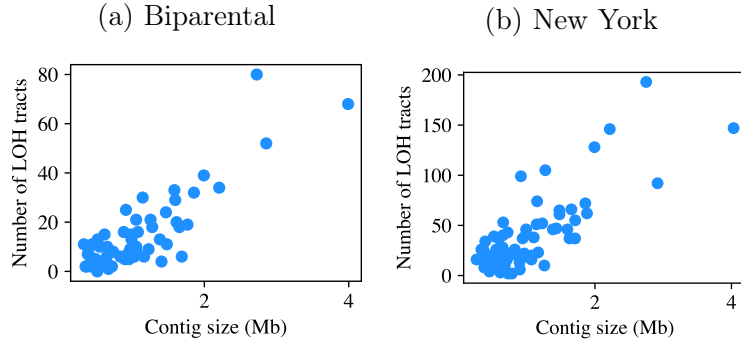 (a) Biparental
80
60
40
20
0
Number of LOH tracts
2
4
Contig size (Mb)
(b) New York
200
150
100
50
0
Number of LOH tracts
2
4
Contig size (Mb)